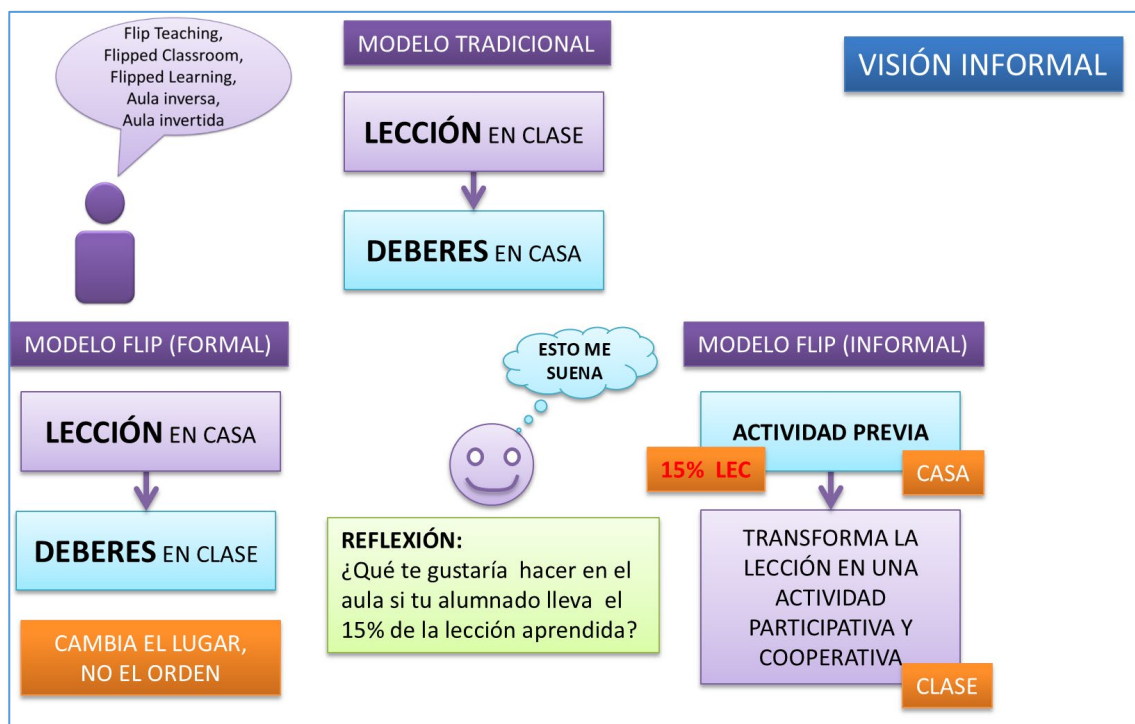 Flip Teaching,
Flipped Classroom,
Flipped Learning,
Aula inversa,
Aula invertida
MODELO TRADICIONAL
VISIÓN INFORMAL
LECCIÓN EN CLASE
DEBERES EN CASA
MODELO FLIP (FORMAL)
LECCIÓN EN CASA
DEBERES EN CLASE
CAMBIA EL LUGAR,
NO EL ORDEN
ESTO ME
SUENA
REFLEXIÓN:
¿Qué te gustaría hacer en el
aula si tu alumnado lleva el
15% de la lección aprendida?
MODELO FLIP (INFORMAL)
ACTIVIDAD PREVIA
15% LEC
CASA
TRANSFORMA LA
LECCIÓN EN UNA
ACTIVIDAD
PARTICIPATIVA Y
COOPERATIVA
CLASE